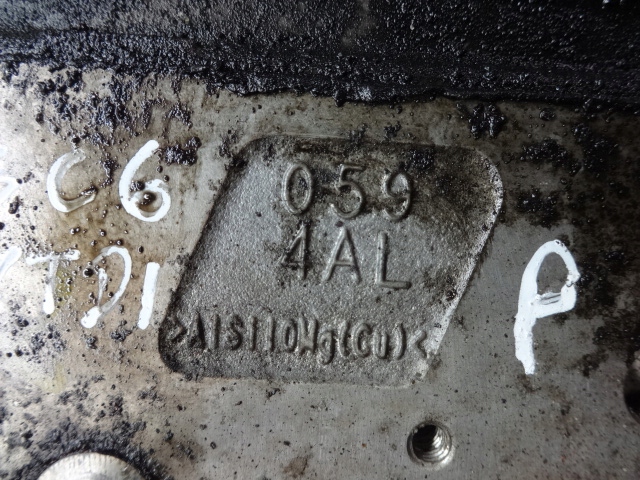 C6
TDI
059
4AL
>AlSi10Mg(Cu)<
P